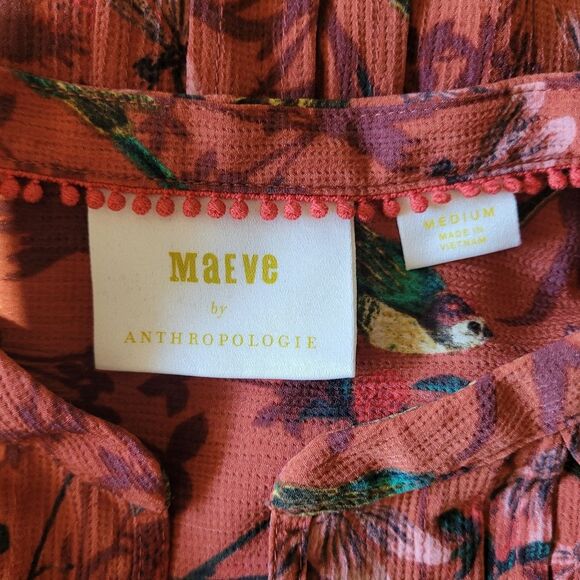 MaEve
by
ANTHROPOLOGIE
MEDIUM
MADE IN
VIETNAM